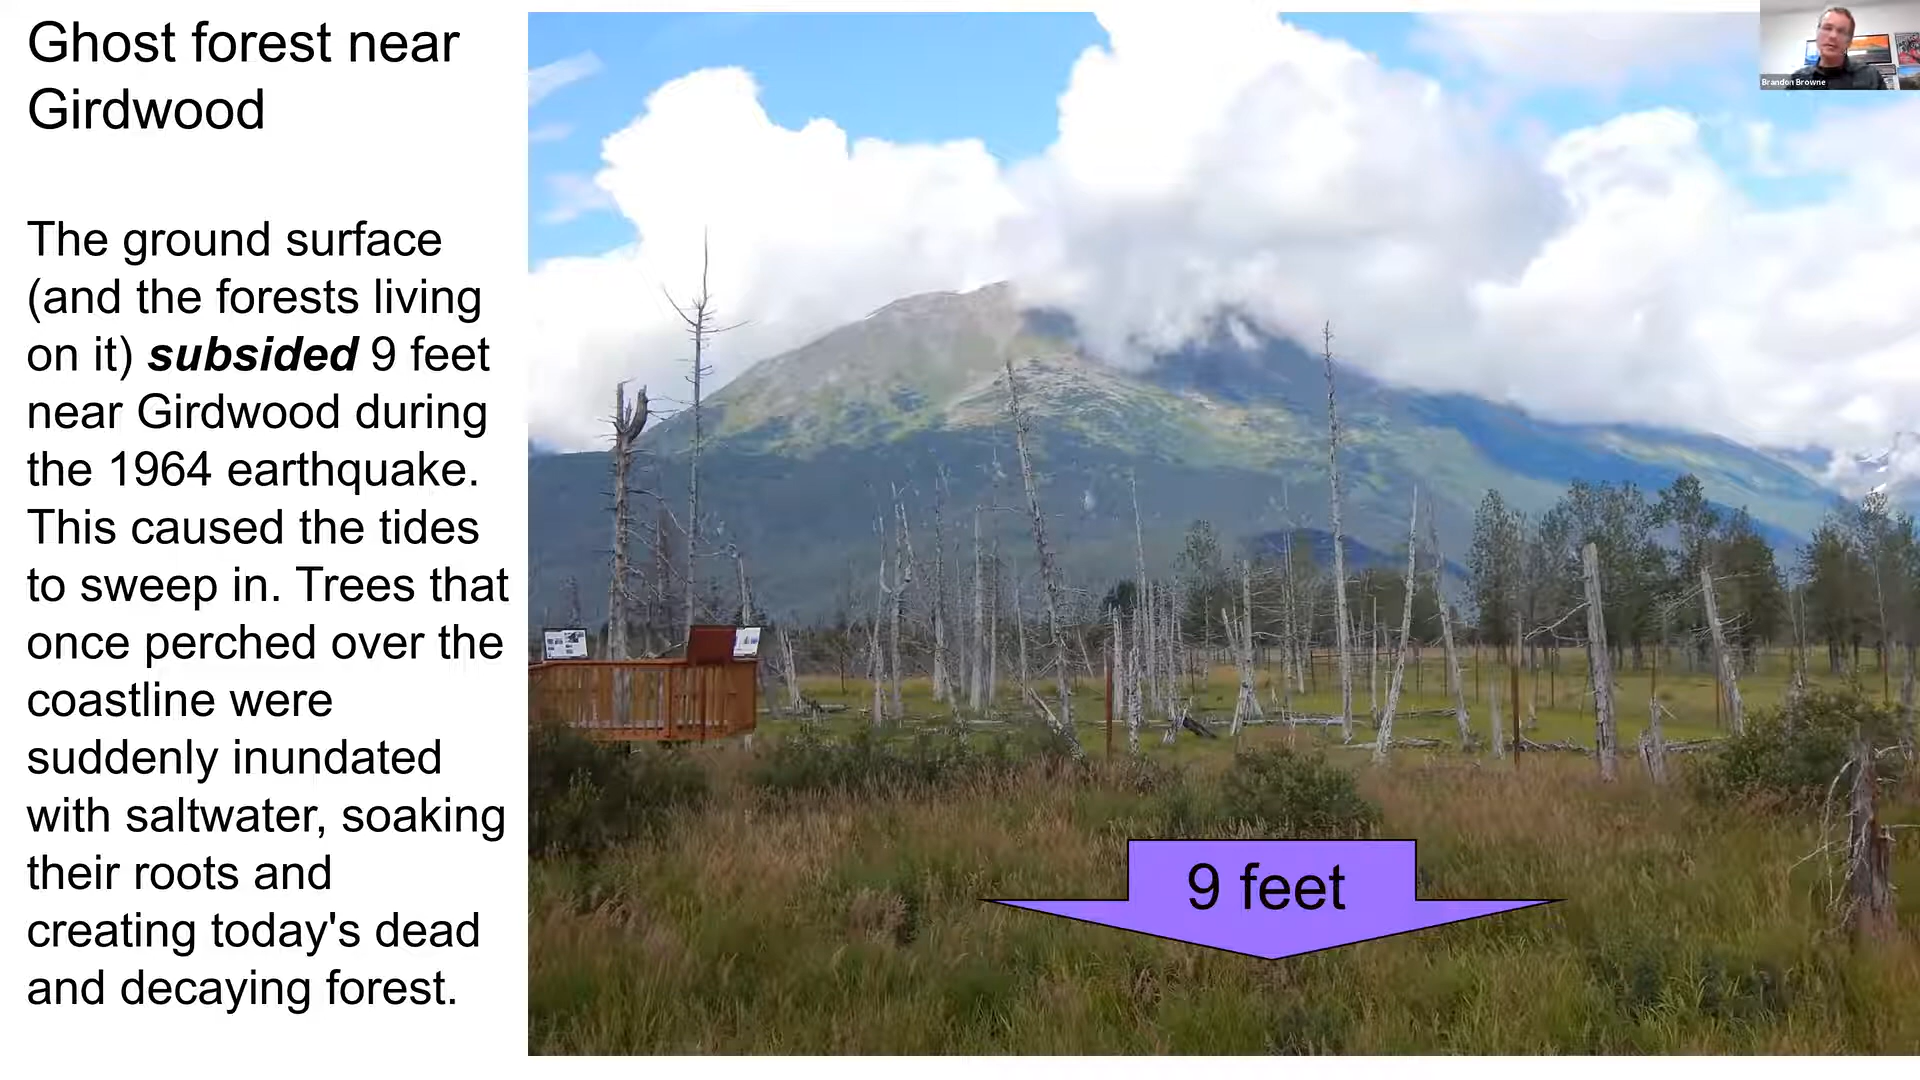 Ghost forest near
Girdwood
The ground surface
(and the forests living
on it) subsided 9 feet
near Girdwood during
the 1964 earthquake.
This caused the tides
to sweep in. Trees that
once perched over the
coastline were
suddenly inundated
with saltwater, soaking
their roots and
creating today's dead
and decaying forest.
9 feet
Brandon Browne